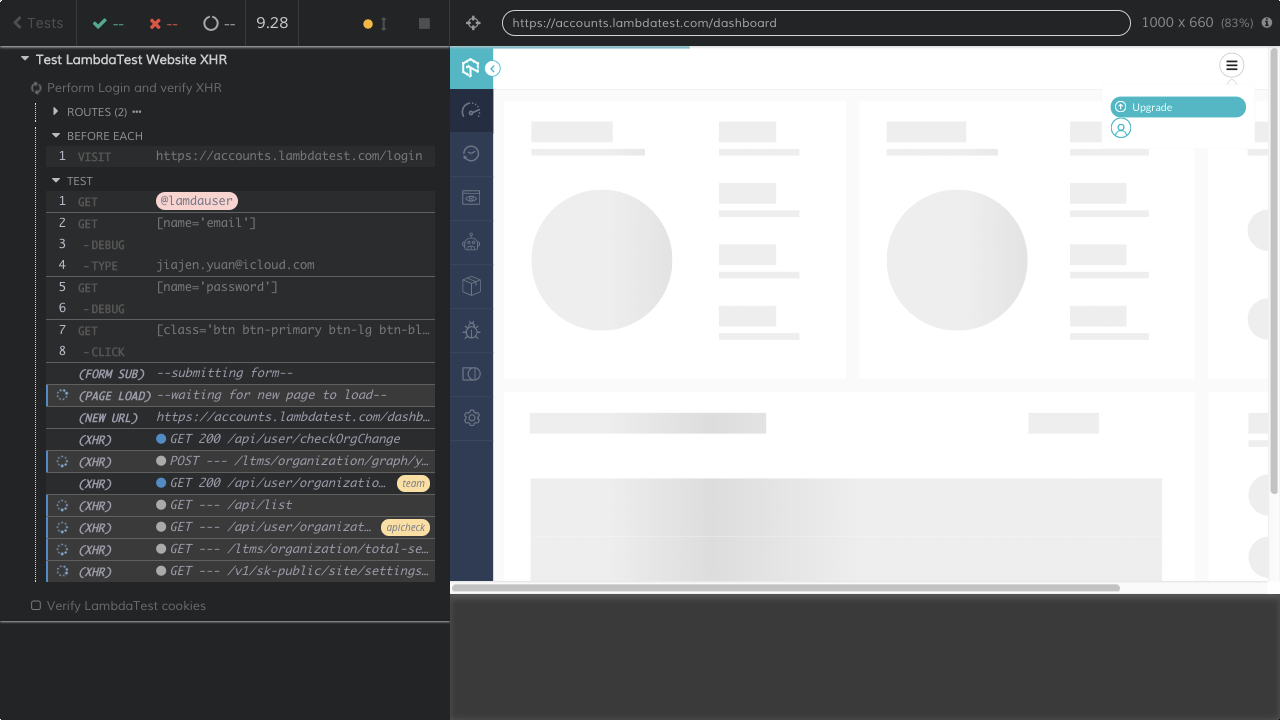 Tests
--
--
--
9.28
https://accounts.lambdatest.com/dashboard
1000 x 660 (83%)
Test LambdaTest Website XHR
Perform Login and verify XHR
ROUTES (2)
BEFORE EACH
1 VISIT https://accounts.lambdatest.com/login
TEST
1 GET @lamdauser
2 GET [name='email']
3 -DEBUG
4 -TYPE jiajen.yuan@icloud.com
5 GET [name='password']
6 -DEBUG
7 GET [class='btn btn-primary btn-lg btn-bl…
8 -CLICK
(FORM SUB) --submitting form--
(PAGE LOAD) --waiting for new page to load--
(NEW URL) https://accounts.lambdatest.com/dashb…
(XHR) GET 200 /api/user/checkOrgChange
(XHR) POST --- /ltms/organization/graph/y…
(XHR) GET 200 /api/user/organizatio… team
(XHR) GET --- /api/list
(XHR) GET --- /api/user/organizat… apicheck
(XHR) GET --- /ltms/organization/total-se…
(XHR) GET --- /v1/sk-public/site/settings…
Verify LambdaTest cookies
Upgrade